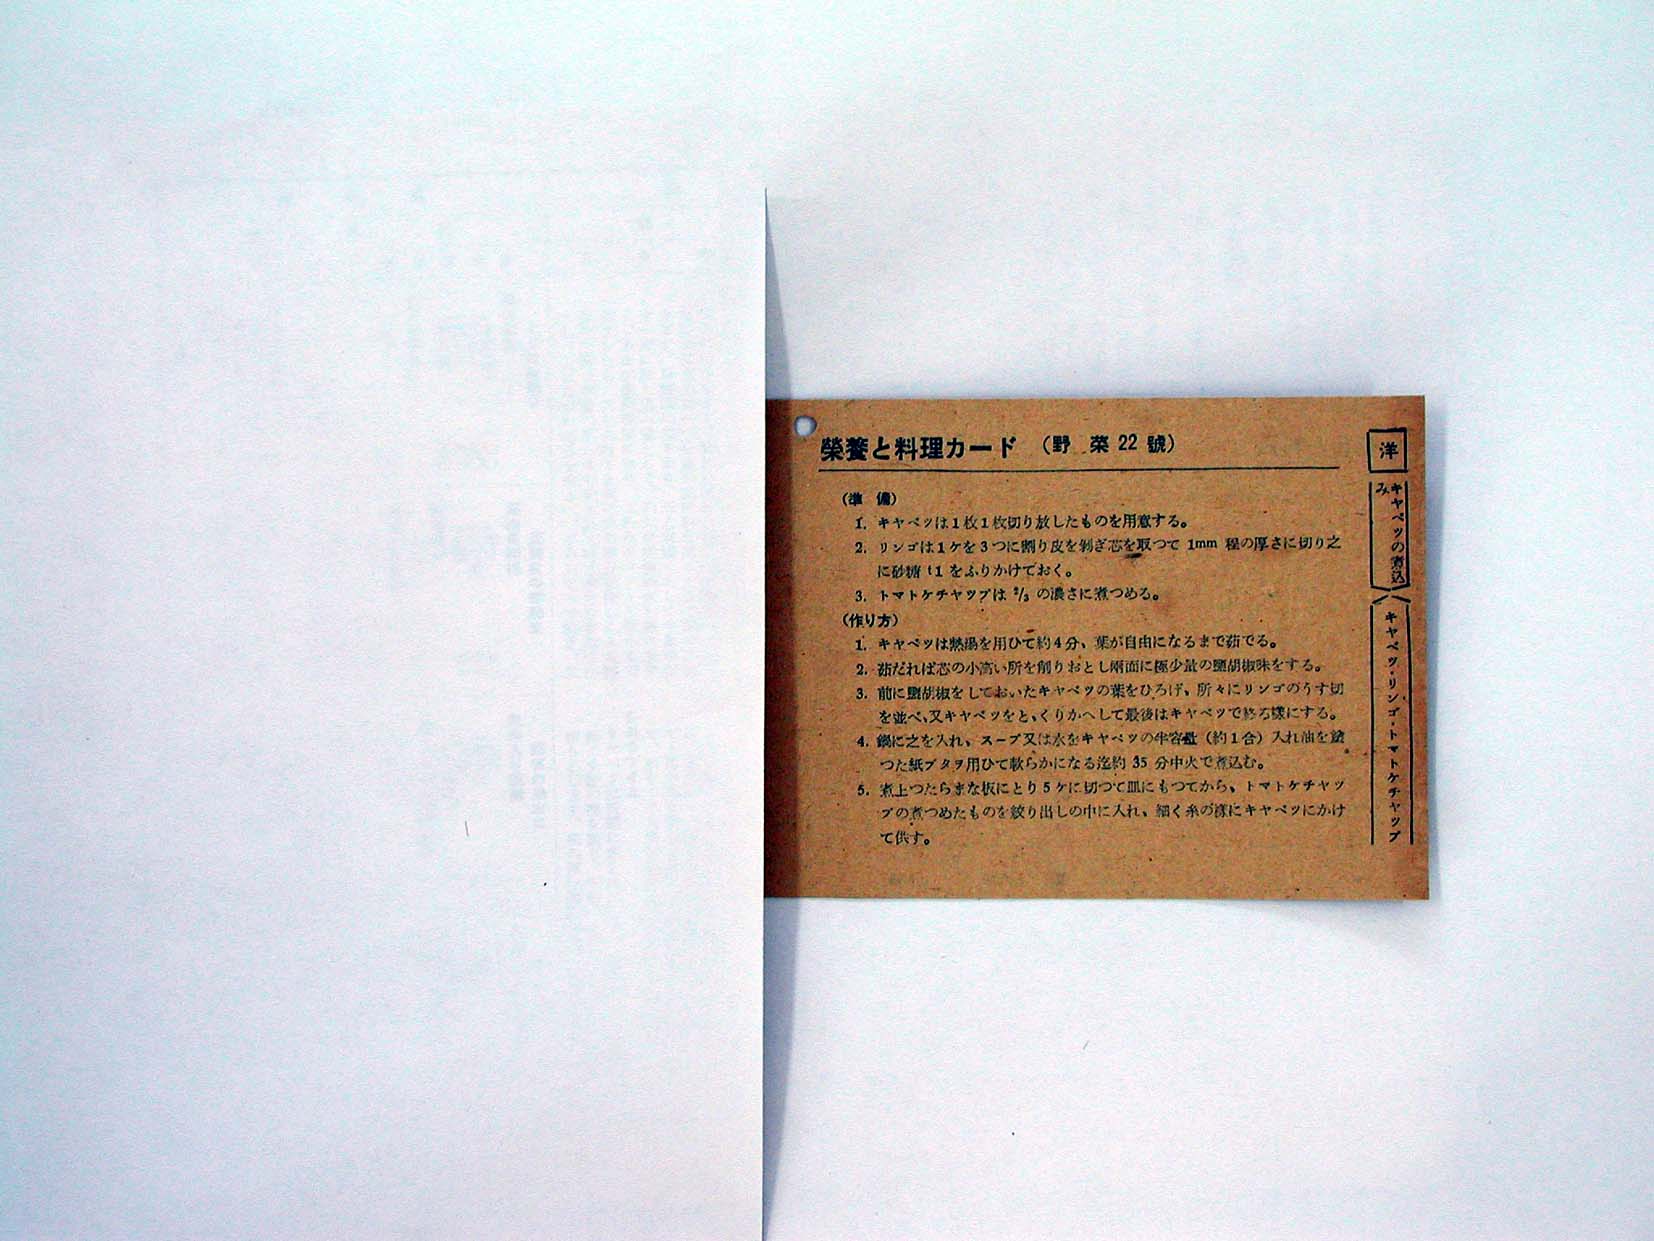 榮養と料理カード （野　菜 22 號）
（準　備）
1. キヤベツは1枚1枚切り放したものを用意する。
2. リンゴは1ケを3つに割り皮を剝ぎ芯を取つて 1mm 程の厚さに切り之
に砂糖 t1 をふりかけておく。
3. トマトケチヤツプは 2/3 の濃さに煮つめる。
（作り方）
1. キヤベツは熱湯を用ひて約4分、葉が自由になるまで茹でる。
2. 茹だれば芯の小高い所を削りおとし兩面に極少量の鹽胡椒味をする。
3. 前に鹽胡椒をしておいたキヤベツの葉をひろげ、所々にリンゴのうす切
を並べ、又キヤベツをと、くりかへして最後はキヤベツで終る樣にする。
4. 鍋に之を入れ、スープ又は水をキヤベツの半容量（約1合）入れ油を塗
つた紙ブタヲ用ひて軟らかになる迄約 35 分中火で煮込む。
5. 煮上つたらまな板にとり5ケに切つて皿にもつてから、トマトケチヤツ
プの煮つめたものを絞り出しの中に入れ、細く糸の樣にキヤベツにかけ
て供す。
洋
キヤベツの煮込
み
キヤベツ・リンゴ・トマトケチヤツプ